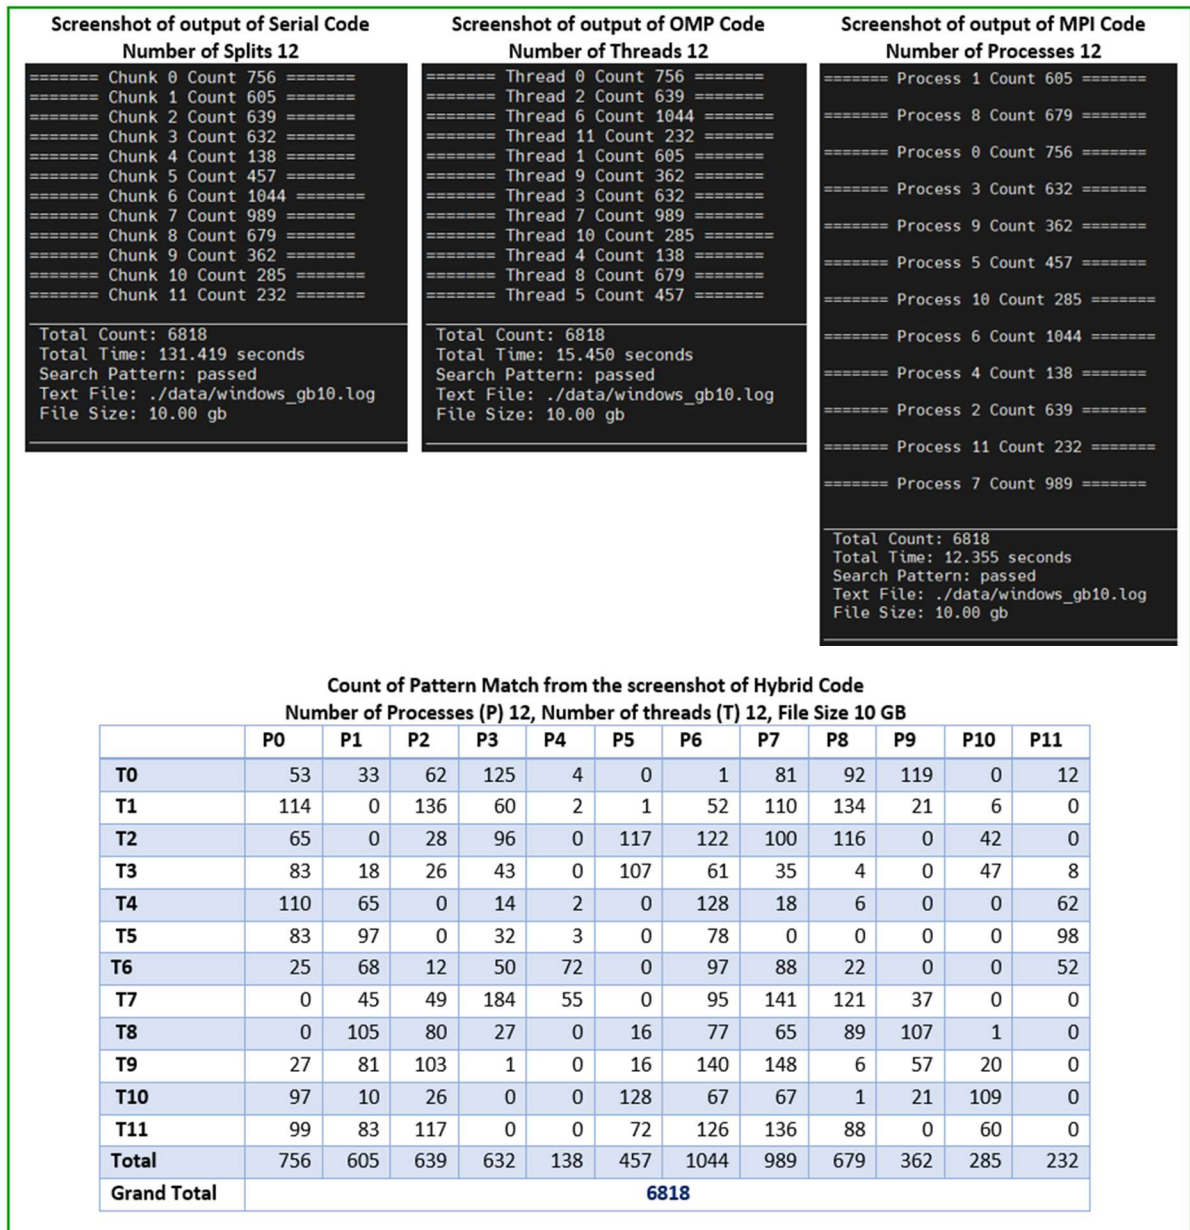 Screenshot of output of Serial Code
Number of Splits 12
======= Chunk 0 Count 756 =======
======= Chunk 1 Count 605 =======
======= Chunk 2 Count 639 =======
======= Chunk 3 Count 632 =======
======= Chunk 4 Count 138 =======
======= Chunk 5 Count 457 =======
======= Chunk 6 Count 1044 =======
======= Chunk 7 Count 989 =======
======= Chunk 8 Count 679 =======
======= Chunk 9 Count 362 =======
======= Chunk 10 Count 285 =======
======= Chunk 11 Count 232 =======
Total Count: 6818
Total Time: 131.419 seconds
Search Pattern: passed
Text File: ./data/windows_gb10.log
File Size: 10.00 gb
Screenshot of output of OMP Code
Number of Threads 12
======= Thread 0 Count 756 =======
======= Thread 2 Count 639 =======
======= Thread 6 Count 1044 =======
======= Thread 11 Count 232 =======
======= Thread 1 Count 605 =======
======= Thread 9 Count 362 =======
======= Thread 3 Count 632 =======
======= Thread 7 Count 989 =======
======= Thread 10 Count 285 =======
======= Thread 4 Count 138 =======
======= Thread 8 Count 679 =======
======= Thread 5 Count 457 =======
Total Count: 6818
Total Time: 15.450 seconds
Search Pattern: passed
Text File: ./data/windows_gb10.log
File Size: 10.00 gb
Screenshot of output of MPI Code
Number of Processes 12
======= Process 1 Count 605 =======
======= Process 8 Count 679 =======
======= Process 0 Count 756 =======
======= Process 3 Count 632 =======
======= Process 9 Count 362 =======
======= Process 5 Count 457 =======
======= Process 10 Count 285 =======
======= Process 6 Count 1044 =======
======= Process 4 Count 138 =======
======= Process 2 Count 639 =======
======= Process 11 Count 232 =======
======= Process 7 Count 989 =======
Total Count: 6818
Total Time: 12.355 seconds
Search Pattern: passed
Text File: ./data/windows_gb10.log
File Size: 10.00 gb
Count of Pattern Match from the screenshot of Hybrid Code
Number of Processes (P) 12, Number of threads (T) 12, File Size 10 GB
P0 P1 P2 P3 P4 P5 P6 P7 P8 P9 P10 P11
T0 53 33 62 125 4 0 1 81 92 119 0 12
T1 114 0 136 60 2 1 52 110 134 21 6 0
T2 65 0 28 96 0 117 122 100 116 0 42 0
T3 83 18 26 43 0 107 61 35 4 0 47 8
T4 110 65 0 14 2 0 128 18 6 0 0 62
T5 83 97 0 32 3 0 78 0 0 0 0 98
T6 25 68 12 50 72 0 97 88 22 0 0 52
T7 0 45 49 184 55 0 95 141 121 37 0 0
T8 0 105 80 27 0 16 77 65 89 107 1 0
T9 27 81 103 1 0 16 140 148 6 57 20 0
T10 97 10 26 0 0 128 67 67 1 21 109 0
T11 99 83 117 0 0 72 126 136 88 0 60 0
Total 756 605 639 632 138 457 1044 989 679 362 285 232
Grand Total 6818